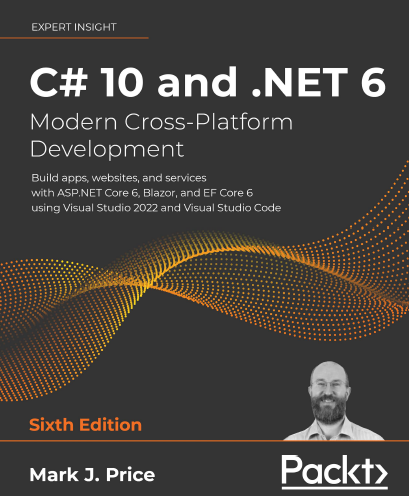 EXPERT INSIGHT
C# 10 and .NET 6
Modern Cross-Platform
Development
Build apps, websites, and services
with ASP.NET Core 6, Blazor, and EF Core 6
using Visual Studio 2022 and Visual Studio Code
Sixth Edition
Mark J. Price
Packt>